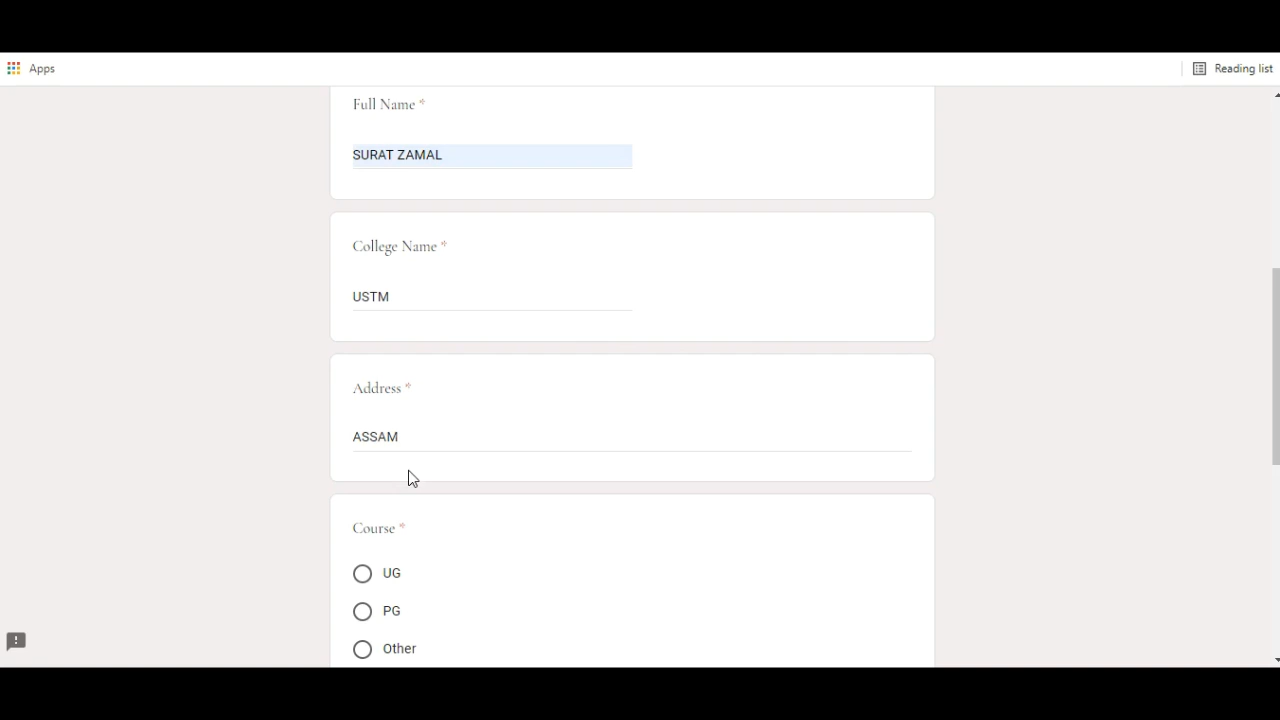 Apps
Reading list
Full Name *
SURAT ZAMAL
College Name *
USTM
Address *
ASSAM
Course *
UG
PG
Other